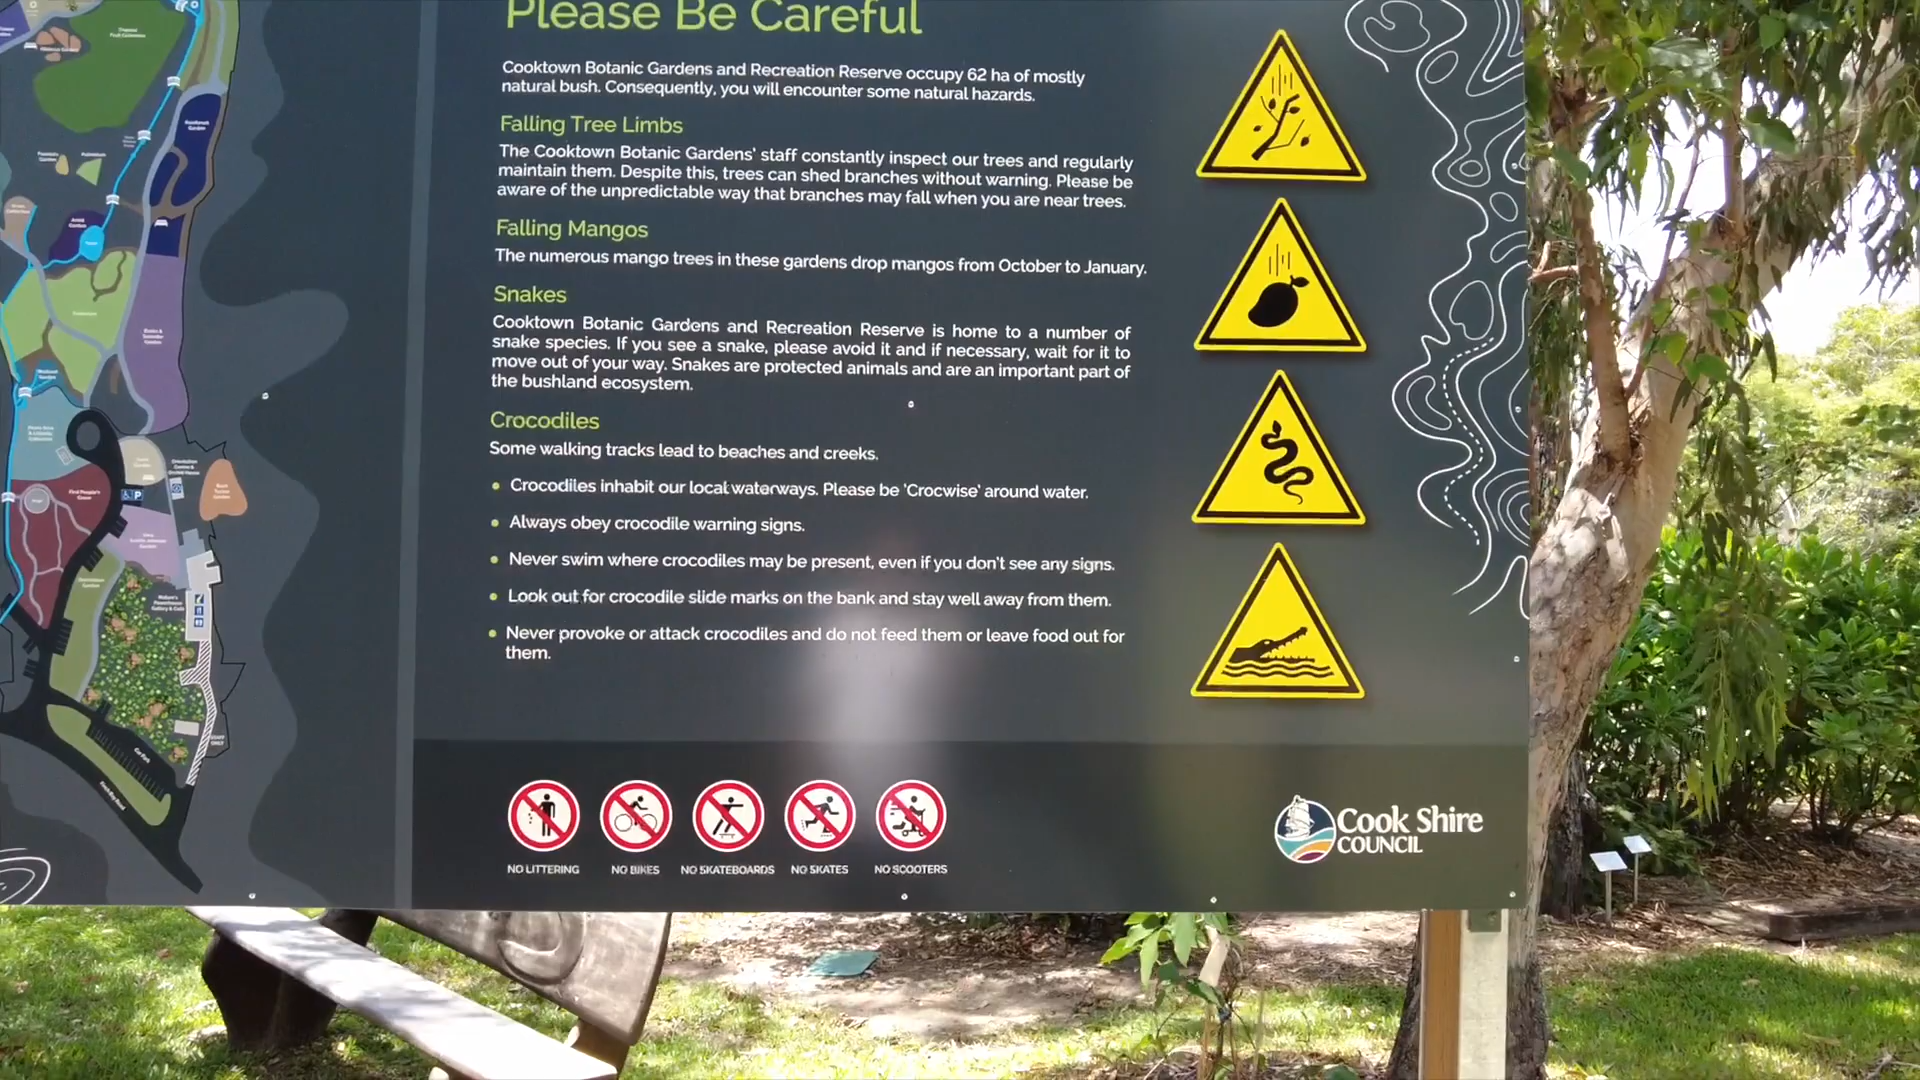 Please Be Careful
Cooktown Botanic Gardens and Recreation Reserve occupy 62 ha of mostly
natural bush. Consequently, you will encounter some natural hazards.
Falling Tree Limbs
The Cooktown Botanic Gardens' staff constantly inspect our trees and regularly
maintain them. Despite this, trees can shed branches without warning. Please be
aware of the unpredictable way that branches may fall when you are near trees.
Falling Mangos
The numerous mango trees in these gardens drop mangos from October to January.
Snakes
Cooktown Botanic Gardens and Recreation Reserve is home to a number of
snake species. If you see a snake, please avoid it and if necessary, wait for it to
move out of your way. Snakes are protected animals and are an important part of
the bushland ecosystem.
Crocodiles
Some walking tracks lead to beaches and creeks.
• Crocodiles inhabit our local waterways. Please be 'Crocwise' around water.
• Always obey crocodile warning signs.
• Never swim where crocodiles may be present, even if you don't see any signs.
• Look out for crocodile slide marks on the bank and stay well away from them.
• Never provoke or attack crocodiles and do not feed them or leave food out for
them.
NO LITTERING
NO BIKES
NO SKATEBOARDS
NO SKATES
NO SCOOTERS
Cook Shire
COUNCIL
P
Car Park